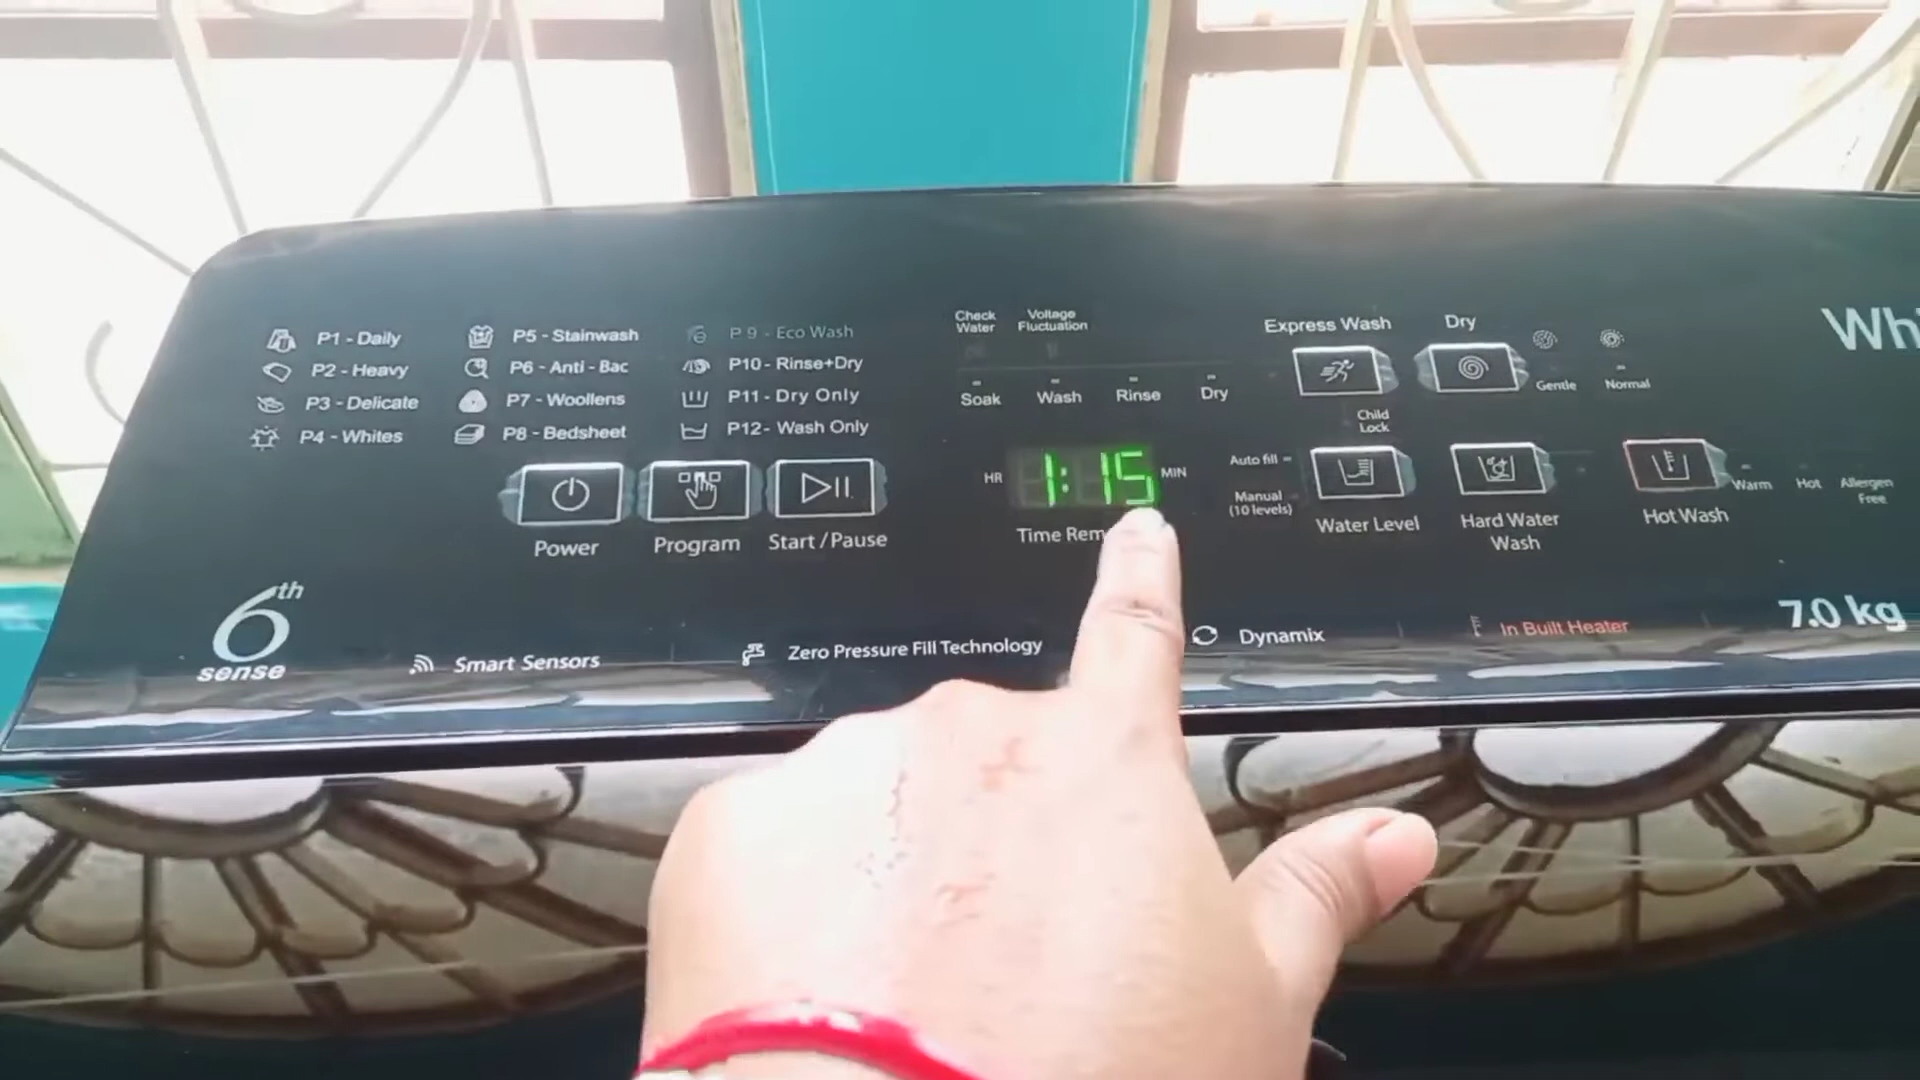 P1 - Daily
P2 - Heavy
P3 - Delicate
P4 - Whites
P5 - Stainwash
P6 - Anti - Bac
P7 - Woollens
P8 - Bedsheet
P 9 - Eco Wash
P10 - Rinse+Dry
P11 - Dry Only
P12 - Wash Only
Check
Water
Voltage
Fluctuation
Soak
Wash
Rinse
Dry
Express Wash
Dry
Gentle
Normal
Child
Lock
Power
Program
Start / Pause
HR
1:15
MIN
Time Rem
Auto fill
Manual
(10 levels)
Water Level
Hard Water
Wash
Hot Wash
Warm
Hot
Allergen
Free
Whi
6th
sense
Smart Sensors
Zero Pressure Fill Technology
Dynamix
In Built Heater
7.0 kg